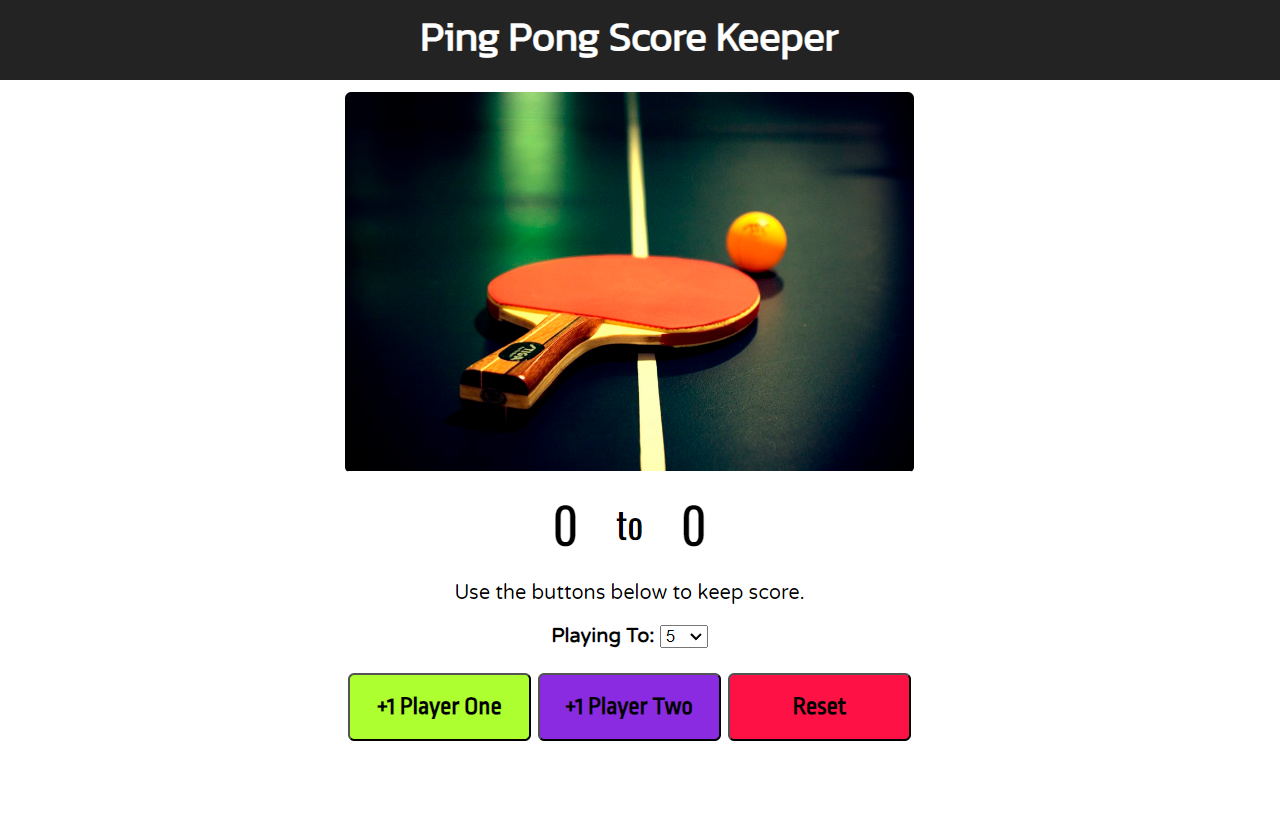 Ping Pong Score Keeper
0 to 0
Use the buttons below to keep score.
Playing To: 5
+1 Player One +1 Player Two Reset